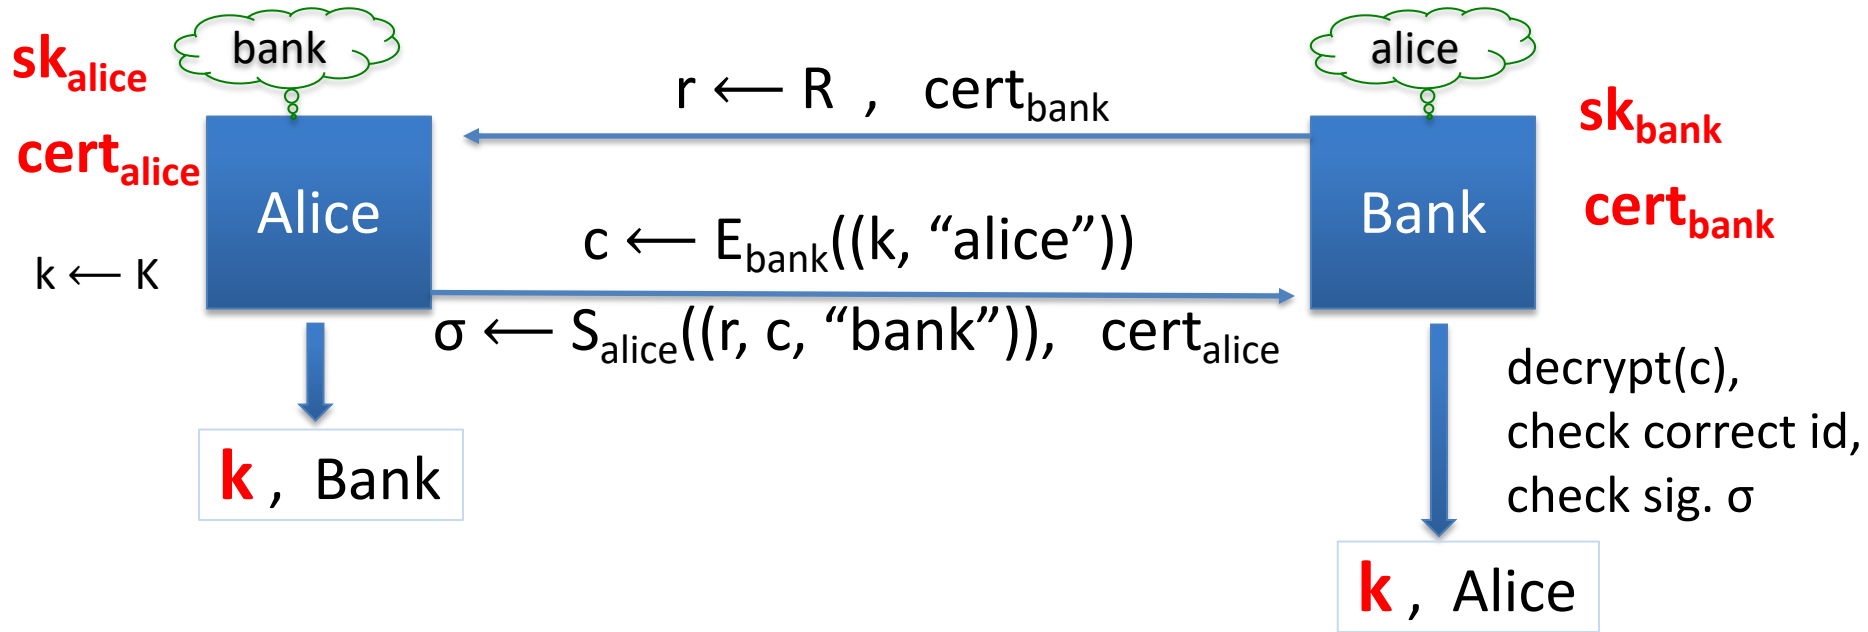 bank
alice
sk_alice
r ⟵ R , cert_bank
sk_bank
cert_alice
Alice
Bank
cert_bank
c ⟵ E_bank((k, “alice”))
k ⟵ K
σ ⟵ S_alice((r, c, “bank”)), cert_alice
decrypt(c),
check correct id,
check sig. σ
k , Bank
k , Alice